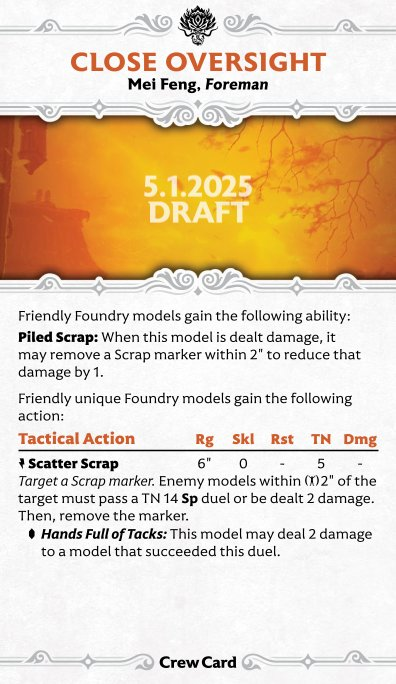 CLOSE OVERSIGHT
Mei Feng, Foreman
5.1.2025
DRAFT
Friendly Foundry models gain the following ability:
Piled Scrap: When this model is dealt damage, it
may remove a Scrap marker within 2" to reduce that
damage by 1.
Friendly unique Foundry models gain the following
action:
Tactical Action Rg Skl Rst TN Dmg
Scatter Scrap 6" 0 - 5 -
Target a Scrap marker. Enemy models within 2" of the
target must pass a TN 14 Sp duel or be dealt 2 damage.
Then, remove the marker.
Hands Full of Tacks: This model may deal 2 damage
to a model that succeeded this duel.
Crew Card